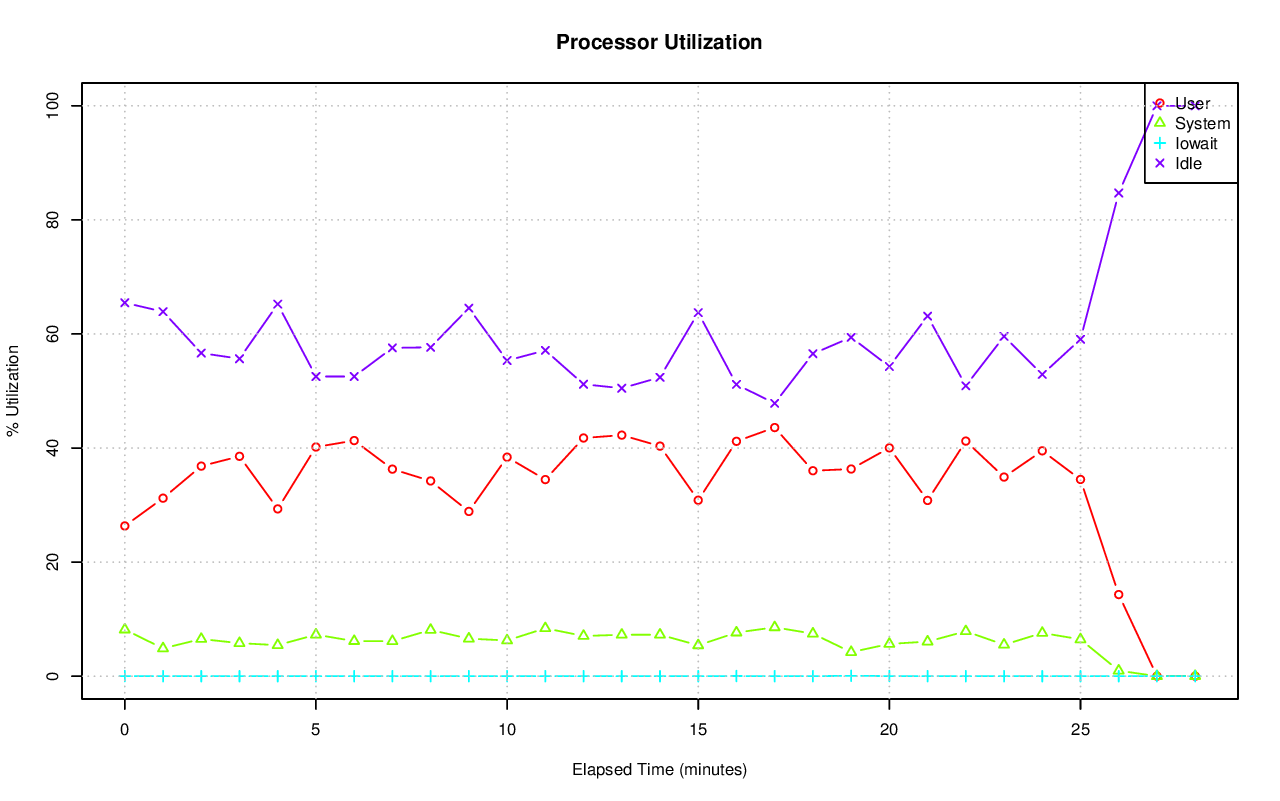 Processor Utilization
% Utilization
100
80
60
40
20
0
User
System
Iowait
Idle
0 5 10 15 20 25
Elapsed Time (minutes)